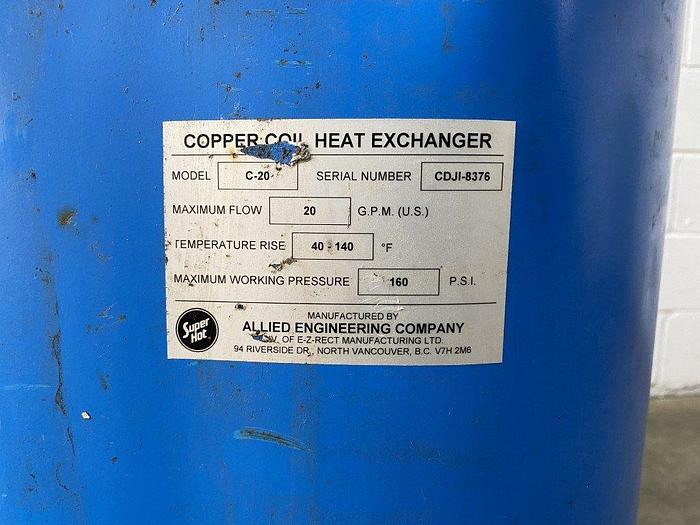 COPPER COIL HEAT EXCHANGER
MODEL C-20 SERIAL NUMBER CDJI-8376
MAXIMUM FLOW 20 G.P.M. (U.S.)
TEMPERATURE RISE 40 - 140 °F
MAXIMUM WORKING PRESSURE 160 P.S.I.
Super Hot
MANUFACTURED BY
ALLIED ENGINEERING COMPANY
DIV. OF E-Z-RECT MANUFACTURING LTD.
94 RIVERSIDE DR., NORTH VANCOUVER, B.C. V7H 2M6